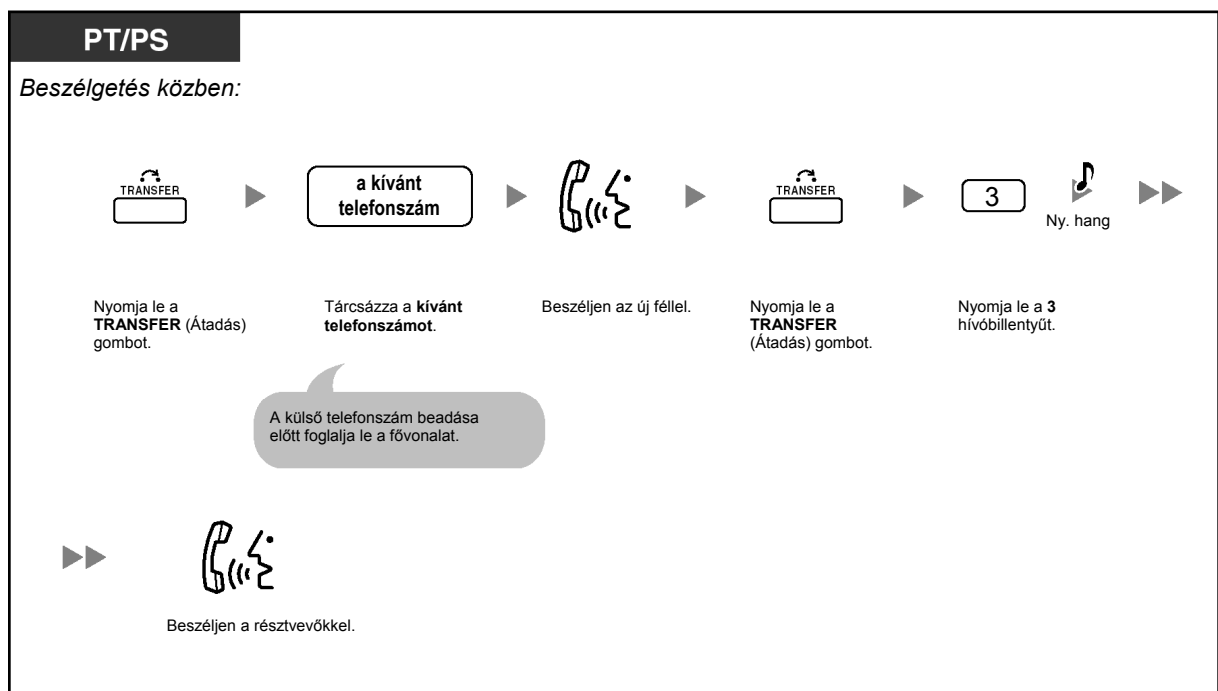 PT/PS
Beszélgetés közben:
TRANSFER
a kívánt
telefonszám
TRANSFER
3
Ny. hang
Nyomja le a
TRANSFER (Átadás)
gombot.
Tárcsázza a kívánt
telefonszámot.
Beszéljen az új féllel.
Nyomja le a
TRANSFER
(Átadás) gombot.
Nyomja le a 3
hívóbillentyűt.
A külső telefonszám beadása
előtt foglalja le a fővonalat.
Beszéljen a résztvevőkkel.